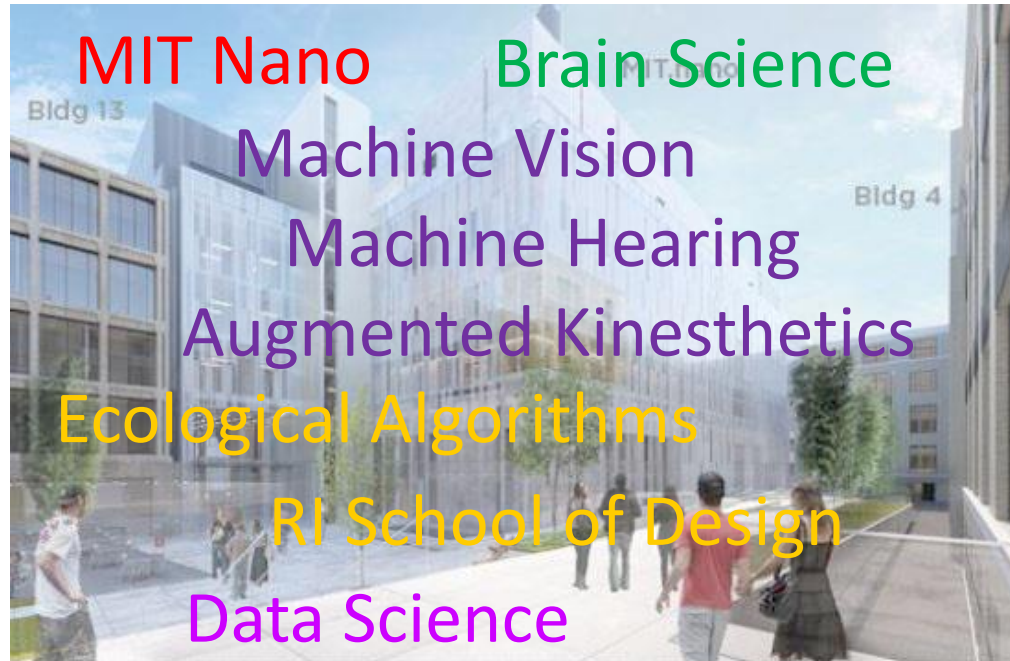 MIT Nano
Brain Science
MIT.nano
Bldg 13
Machine Vision
Bldg 4
Machine Hearing
Augmented Kinesthetics
Ecological Algorithms
RI School of Design
Data Science